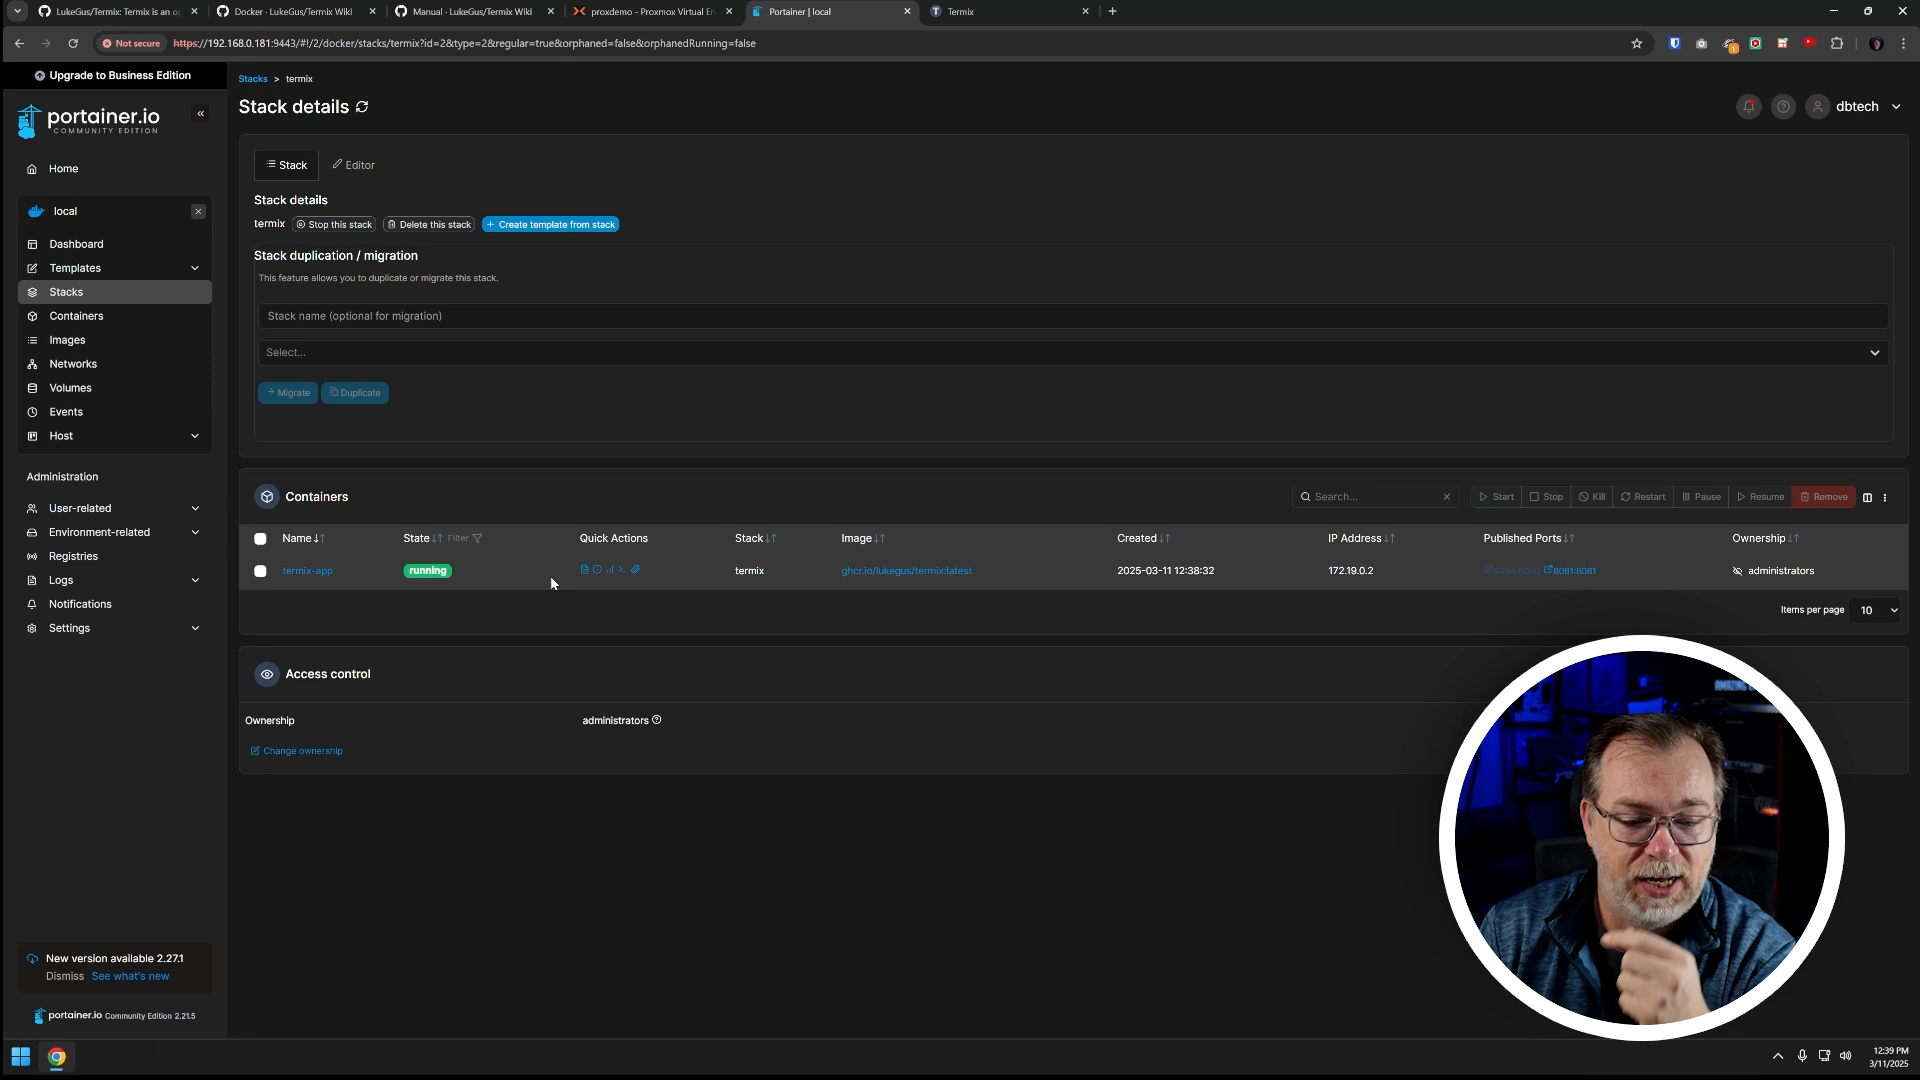 LukeGus/Termix: Termix is an op
Docker · LukeGus/Termix Wiki
Manual · LukeGus/Termix Wiki
proxdemo - Proxmox Virtual En
Portainer | local
Termix
Not secure
https://192.168.0.181:9443/#!/2/docker/stacks/termix?id=2&type=2&regular=true&orphaned=false&orphanedRunning=false
Upgrade to Business Edition
portainer.io
COMMUNITY EDITION
Home
local
Dashboard
Templates
Stacks
Containers
Images
Networks
Volumes
Events
Host
Administration
User-related
Environment-related
Registries
Logs
Notifications
Settings
New version available 2.27.1
Dismiss See what's new
portainer.io Community Edition 2.21.5
Stacks > termix
Stack details
dbtech
Stack Editor
Stack details
termix Stop this stack Delete this stack + Create template from stack
Stack duplication / migration
This feature allows you to duplicate or migrate this stack.
Stack name (optional for migration)
Select...
Migrate Duplicate
Containers
Search... Start Stop Kill Restart Pause Resume Remove
Name State Filter Quick Actions Stack Image Created IP Address Published Ports Ownership
termix-app running termix ghcr.io/lukegus/termix:latest 2025-03-11 12:38:32 172.19.0.2 8081:8081 administrators
Items per page 10
Access control
Ownership administrators
Change ownership
12:39 PM
3/11/2025